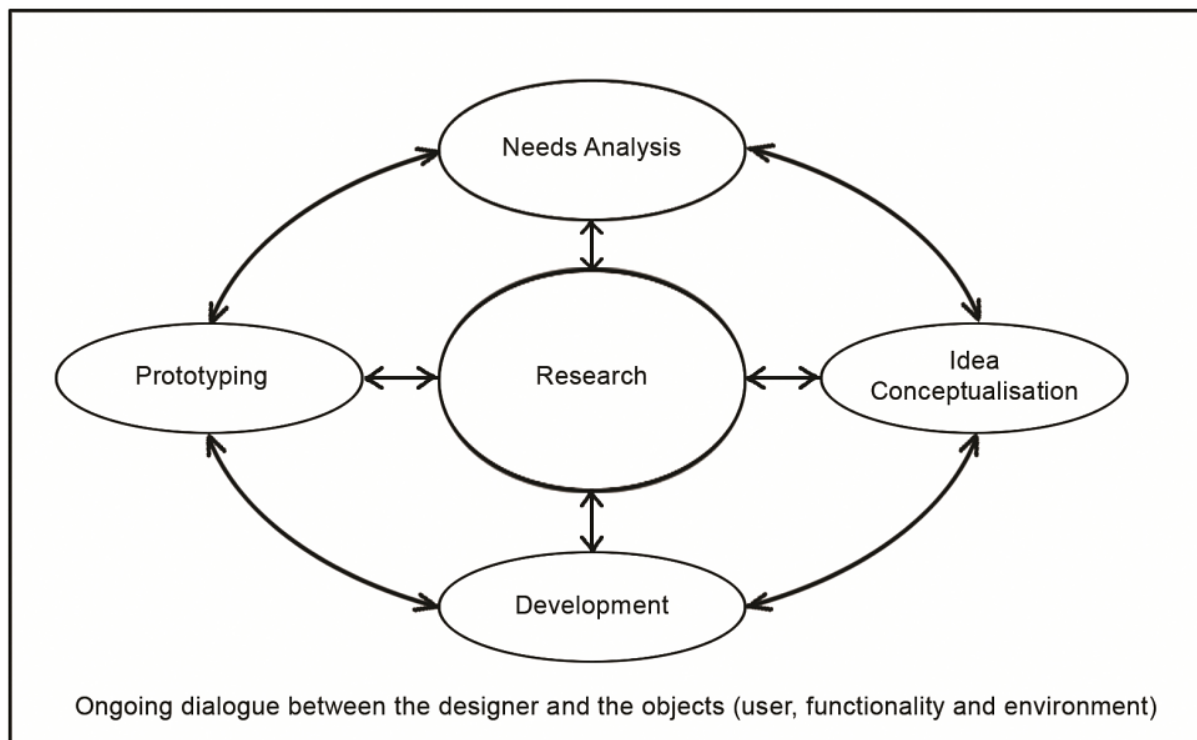 Needs Analysis
Prototyping
Research
Idea
Conceptualisation
Development
Ongoing dialogue between the designer and the objects (user, functionality and environment)